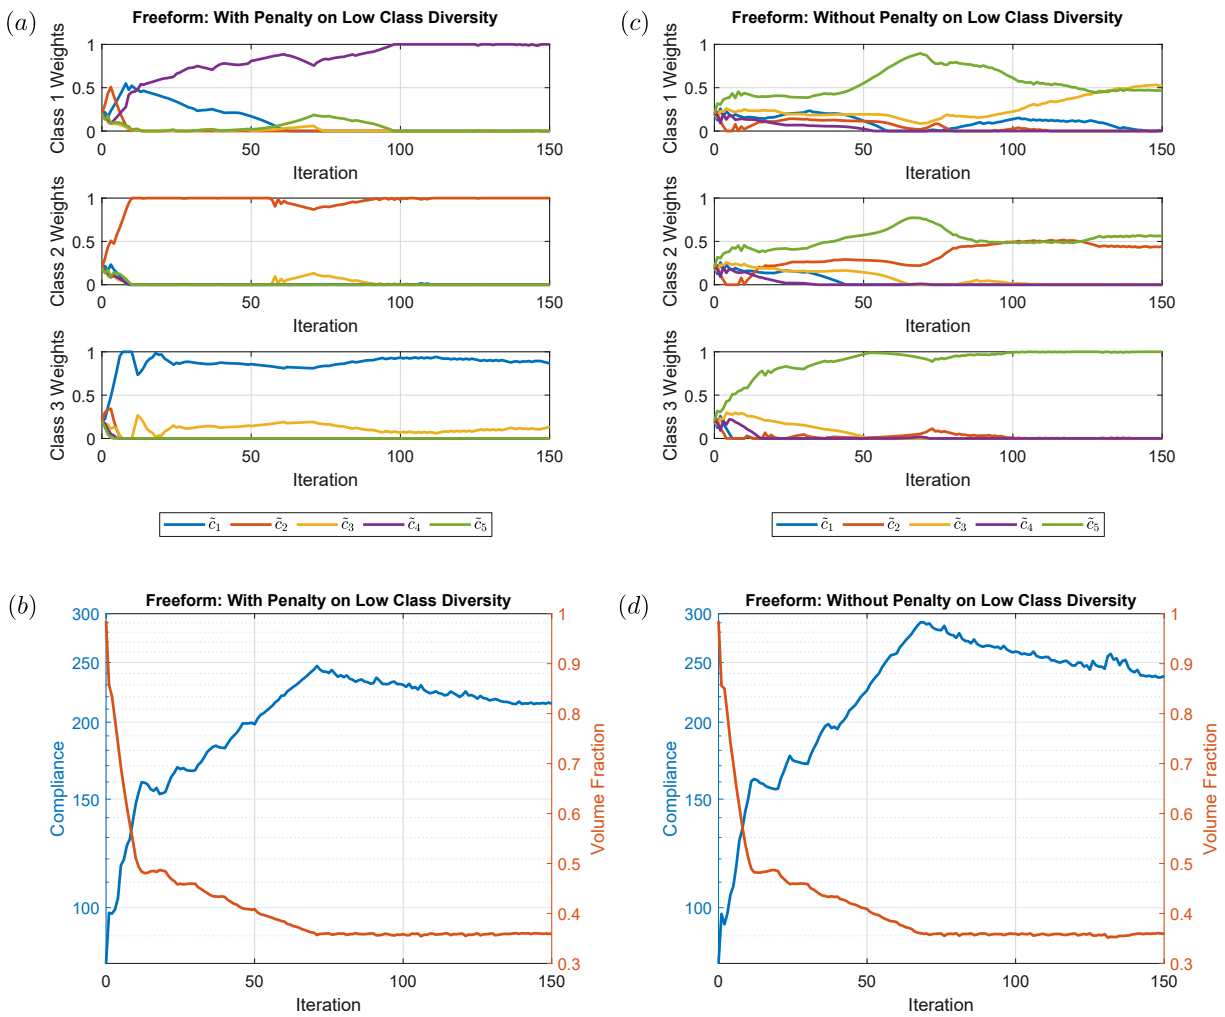 (a)
Freeform: With Penalty on Low Class Diversity
Class 1 Weights
1
0.5
0
0
50
100
150
Iteration
Class 2 Weights
1
0.5
0
0
50
100
150
Iteration
Class 3 Weights
1
0.5
0
0
50
100
150
Iteration
c̃₁ c̃₂ c̃₃ c̃₄ c̃₅
(c)
Freeform: Without Penalty on Low Class Diversity
Class 1 Weights
1
0.5
0
0
50
100
150
Iteration
Class 2 Weights
1
0.5
0
0
50
100
150
Iteration
Class 3 Weights
1
0.5
0
0
50
100
150
Iteration
c̃₁ c̃₂ c̃₃ c̃₄ c̃₅
(b)
Freeform: With Penalty on Low Class Diversity
Compliance
300
250
200
150
100
Volume Fraction
1
0.9
0.8
0.7
0.6
0.5
0.4
0.3
0
50
100
150
Iteration
(d)
Freeform: Without Penalty on Low Class Diversity
Compliance
300
250
200
150
100
Volume Fraction
1
0.9
0.8
0.7
0.6
0.5
0.4
0.3
0
50
100
150
Iteration